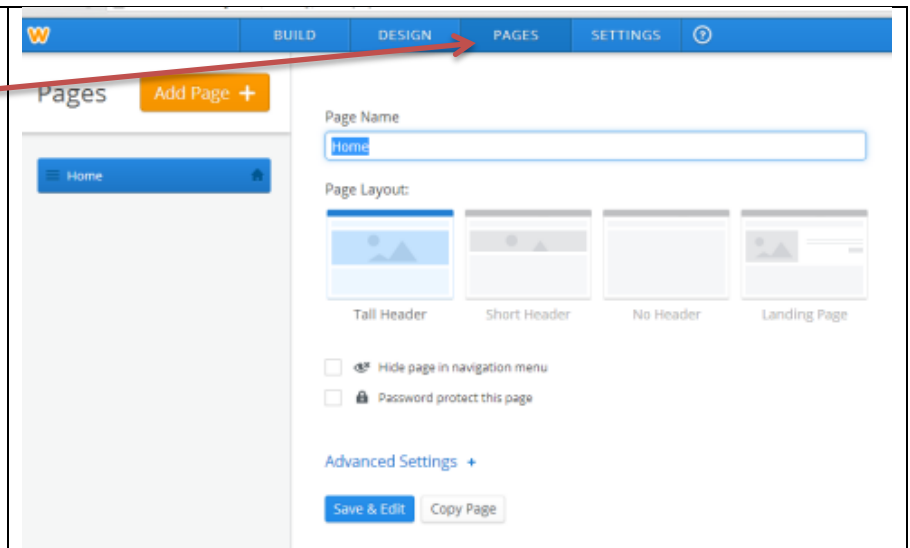 BUILD DESIGN PAGES SETTINGS ?
Pages Add Page +
Page Name
Home
Home
Page Layout:
Tall Header Short Header No Header Landing Page
Hide page in navigation menu
Password protect this page
Advanced Settings +
Save & Edit Copy Page